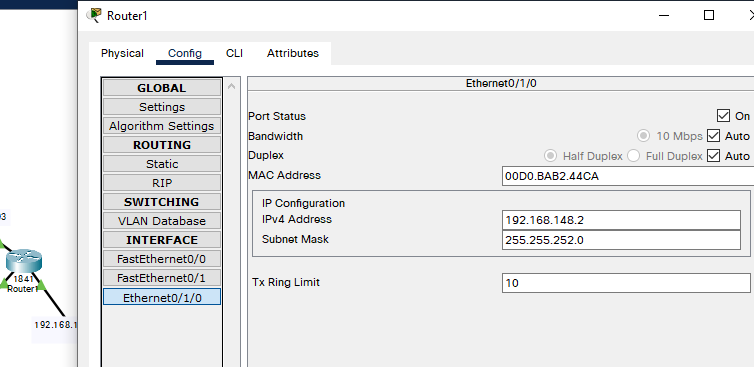 Router1
Physical Config CLI Attributes
GLOBAL
Settings
Algorithm Settings
ROUTING
Static
RIP
SWITCHING
VLAN Database
INTERFACE
FastEthernet0/0
FastEthernet0/1
Ethernet0/1/0
Ethernet0/1/0
Port Status On
Bandwidth 10 Mbps Auto
Duplex Half Duplex Full Duplex Auto
MAC Address 00D0.BAB2.44CA
IP Configuration
IPv4 Address 192.168.148.2
Subnet Mask 255.255.252.0
Tx Ring Limit 10
1841
Router1
192.168.1